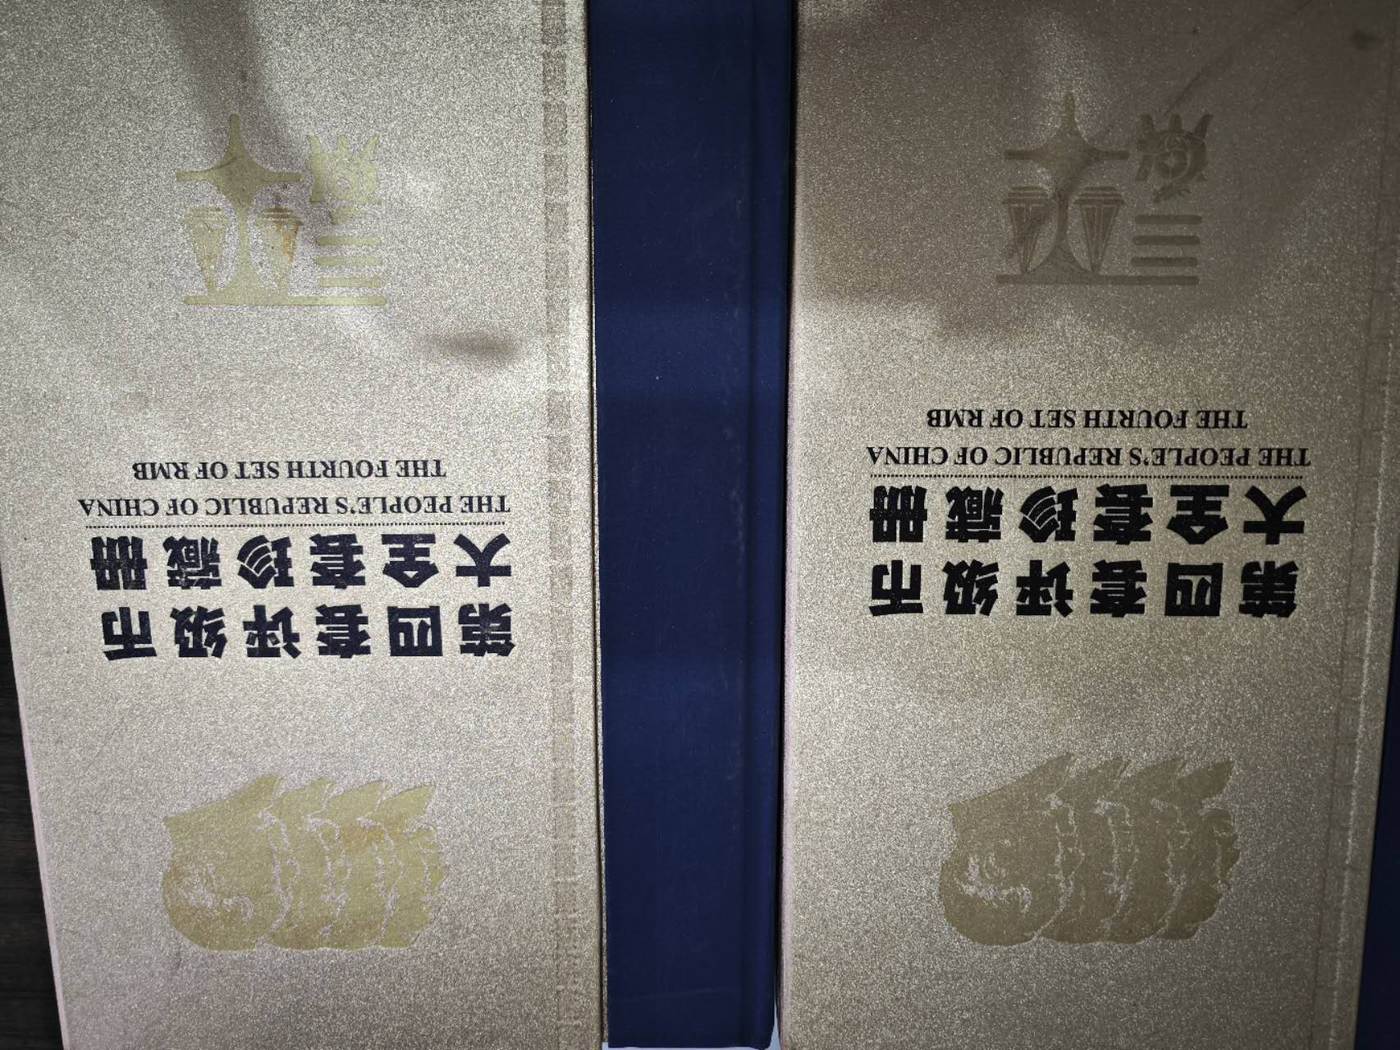 第四套评级币
大全套珍藏册
THE PEOPLE'S REPUBLIC OF CHINA
THE FOURTH SET OF RMB
第四套评级币
大全套珍藏册
THE PEOPLE'S REPUBLIC OF CHINA
THE FOURTH SET OF RMB